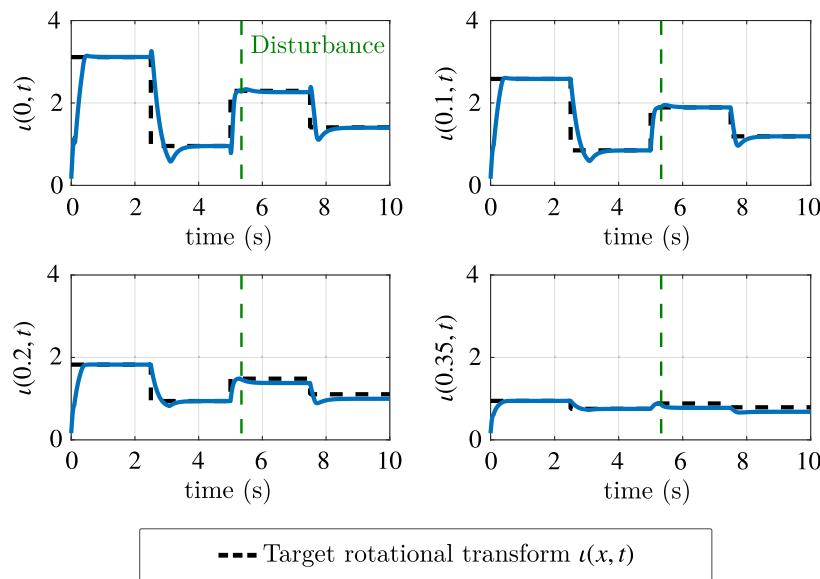 4
2
0
ι(0, t)
Disturbance
0 2 4 6 8 10
time (s)
4
2
0
ι(0.1, t)
0 2 4 6 8 10
time (s)
4
2
0
ι(0.2, t)
0 2 4 6 8 10
time (s)
4
2
0
ι(0.35, t)
0 2 4 6 8 10
time (s)
Target rotational transform ι(x, t)